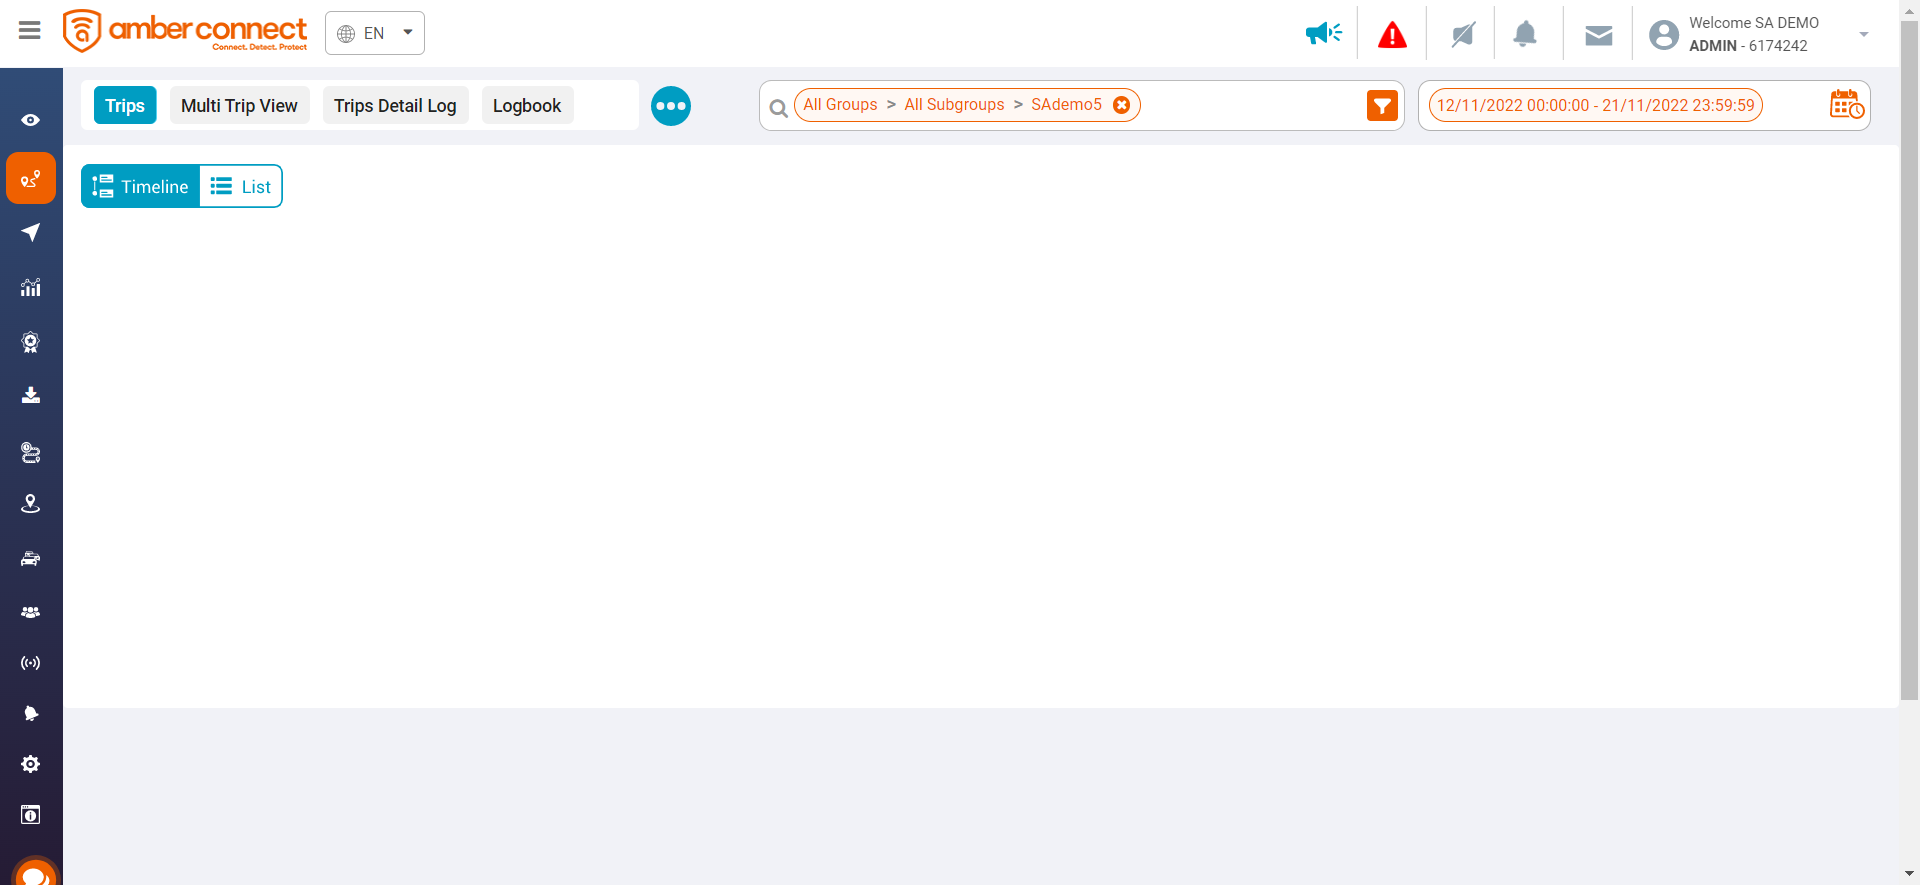 amber connect
Connect. Detect. Protect
EN
Welcome SA DEMO
ADMIN - 6174242
Trips
Multi Trip View
Trips Detail Log
Logbook
All Groups > All Subgroups > SAdemo5
12/11/2022 00:00:00 - 21/11/2022 23:59:59
Timeline
List